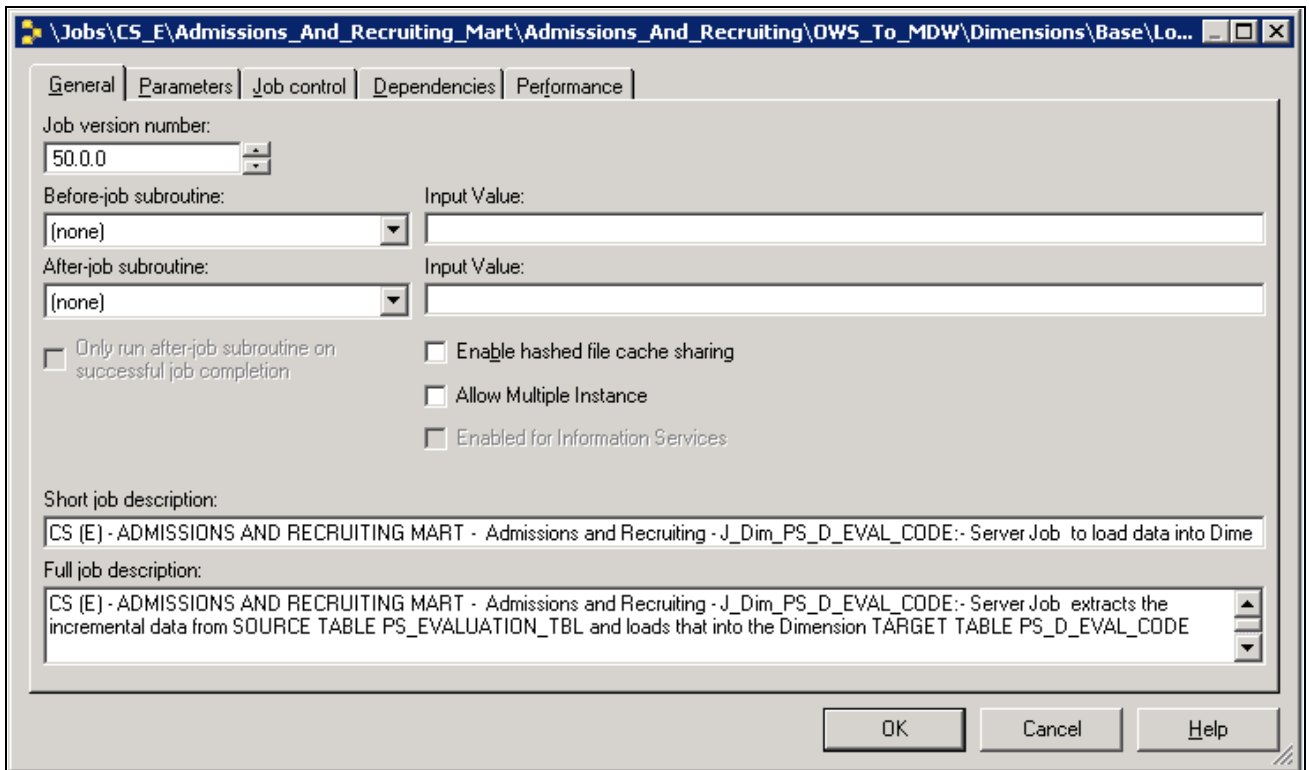 \Jobs\CS_E\Admissions_And_Recruiting_Mart\Admissions_And_Recruiting\OWS_To_MDW\Dimensions\Base\Lo...
General Parameters Job control Dependencies Performance
Job version number:
50.0.0
Before-job subroutine: Input Value:
(none)
After-job subroutine: Input Value:
(none)
Only run after-job subroutine on
successful job completion
Enable hashed file cache sharing
Allow Multiple Instance
Enabled for Information Services
Short job description:
CS (E) - ADMISSIONS AND RECRUITING MART - Admissions and Recruiting - J_Dim_PS_D_EVAL_CODE:- Server Job to load data into Dime
Full job description:
CS (E) - ADMISSIONS AND RECRUITING MART - Admissions and Recruiting - J_Dim_PS_D_EVAL_CODE:- Server Job extracts the
incremental data from SOURCE TABLE PS_EVALUATION_TBL and loads that into the Dimension TARGET TABLE PS_D_EVAL_CODE
OK Cancel Help